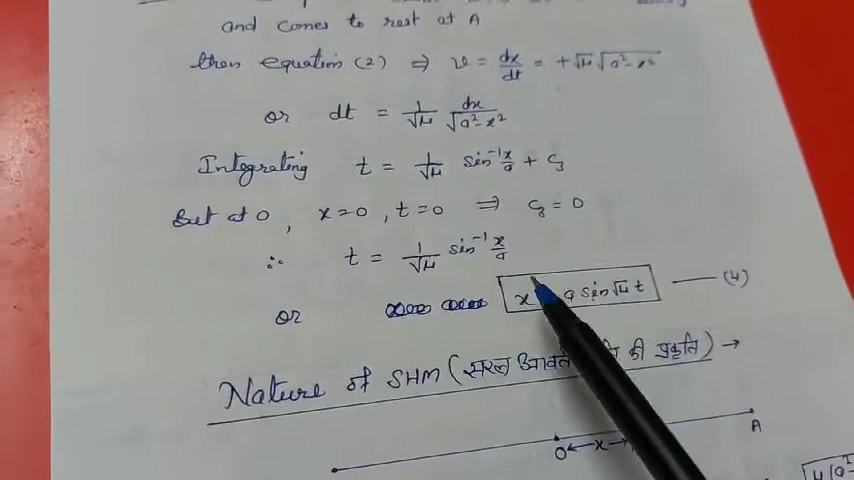 and comes to rest at A
then equation (2) ⇒ v = dx/dt = +√μ √(a²-x²)
or dt = 1/√μ dx/√(a²-x²)
Integrating t = 1/√μ sin⁻¹ x/a + C₃
But at O, x=0, t=0 ⇒ C₃ = 0
∴ t = 1/√μ sin⁻¹ x/a
or x a sin√μ t —— (4)
Nature of SHM (सरल की प्रकृति) →
A
O ← x →